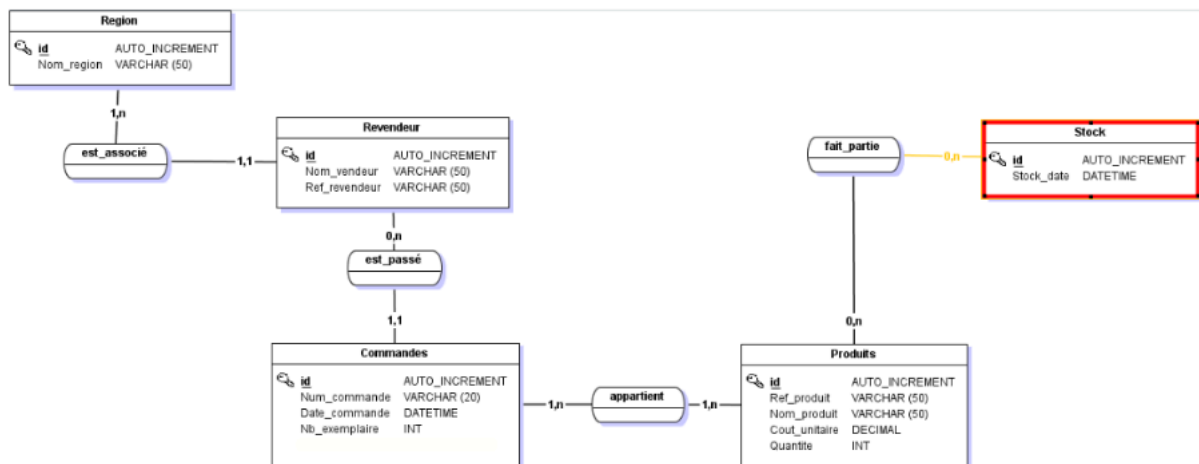 Region
id AUTO_INCREMENT
Nom_region VARCHAR (50)
1,n
est_associé
1,1
Revendeur
id AUTO_INCREMENT
Nom_vendeur VARCHAR (50)
Ref_revendeur VARCHAR (50)
0,n
est_passé
1,1
Commandes
id AUTO_INCREMENT
Num_commande VARCHAR (20)
Date_commande DATETIME
Nb_exemplaire INT
1,n
appartient
1,n
Produits
id AUTO_INCREMENT
Ref_produit VARCHAR (50)
Nom_produit VARCHAR (50)
Cout_unitaire DECIMAL
Quantite INT
0,n
fait_partie
0,n
Stock
id AUTO_INCREMENT
Stock_date DATETIME